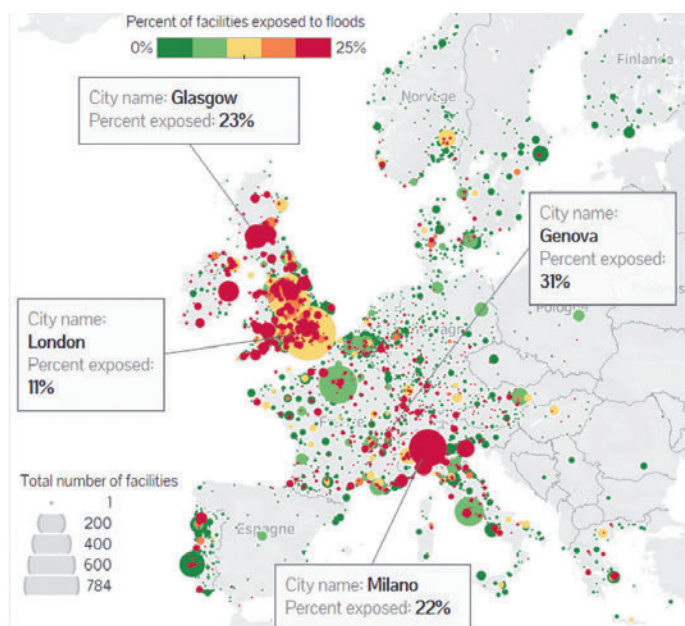 Percent of facilities exposed to floods
0% 25%
City name: Glasgow
Percent exposed: 23%
Norvège
Finlande
City name:
Genova
Percent exposed:
31%
Pologne
City name:
London
Percent exposed:
11%
Total number of facilities
1
200
400
600
784
Espagne
City name: Milano
Percent exposed: 22%